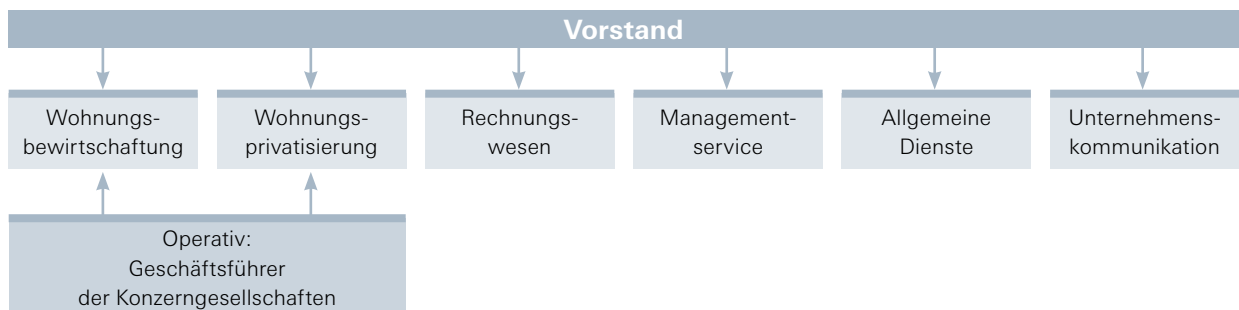 Vorstand
Wohnungs-
bewirtschaftung
Wohnungs-
privatisierung
Rechnungs-
wesen
Management-
service
Allgemeine
Dienste
Unternehmens-
kommunikation
Operativ:
Geschäftsführer
der Konzerngesellschaften